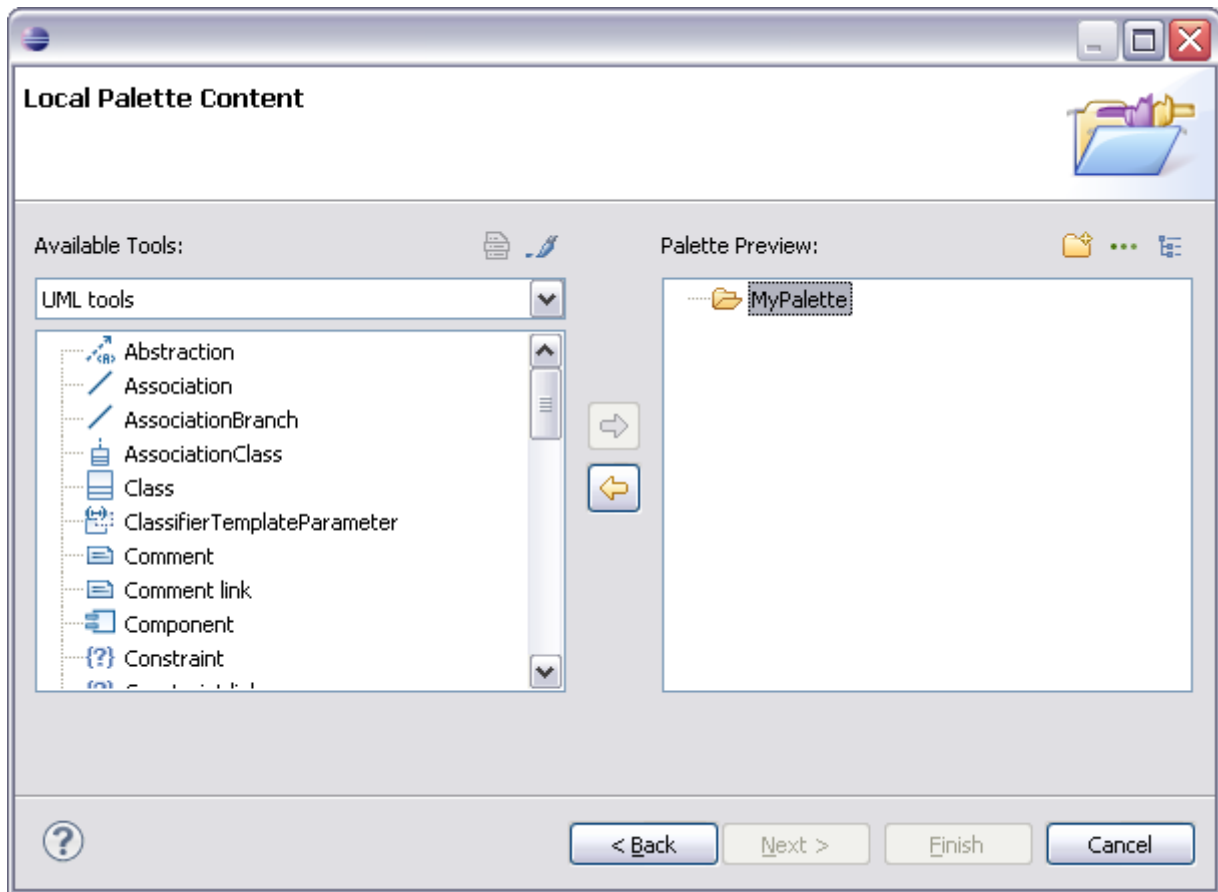 Local Palette Content
Available Tools:
Palette Preview:
UML tools
MyPalette
Abstraction
Association
AssociationBranch
AssociationClass
Class
ClassifierTemplateParameter
Comment
Comment link
Component
{?} Constraint
< Back
Next >
Finish
Cancel